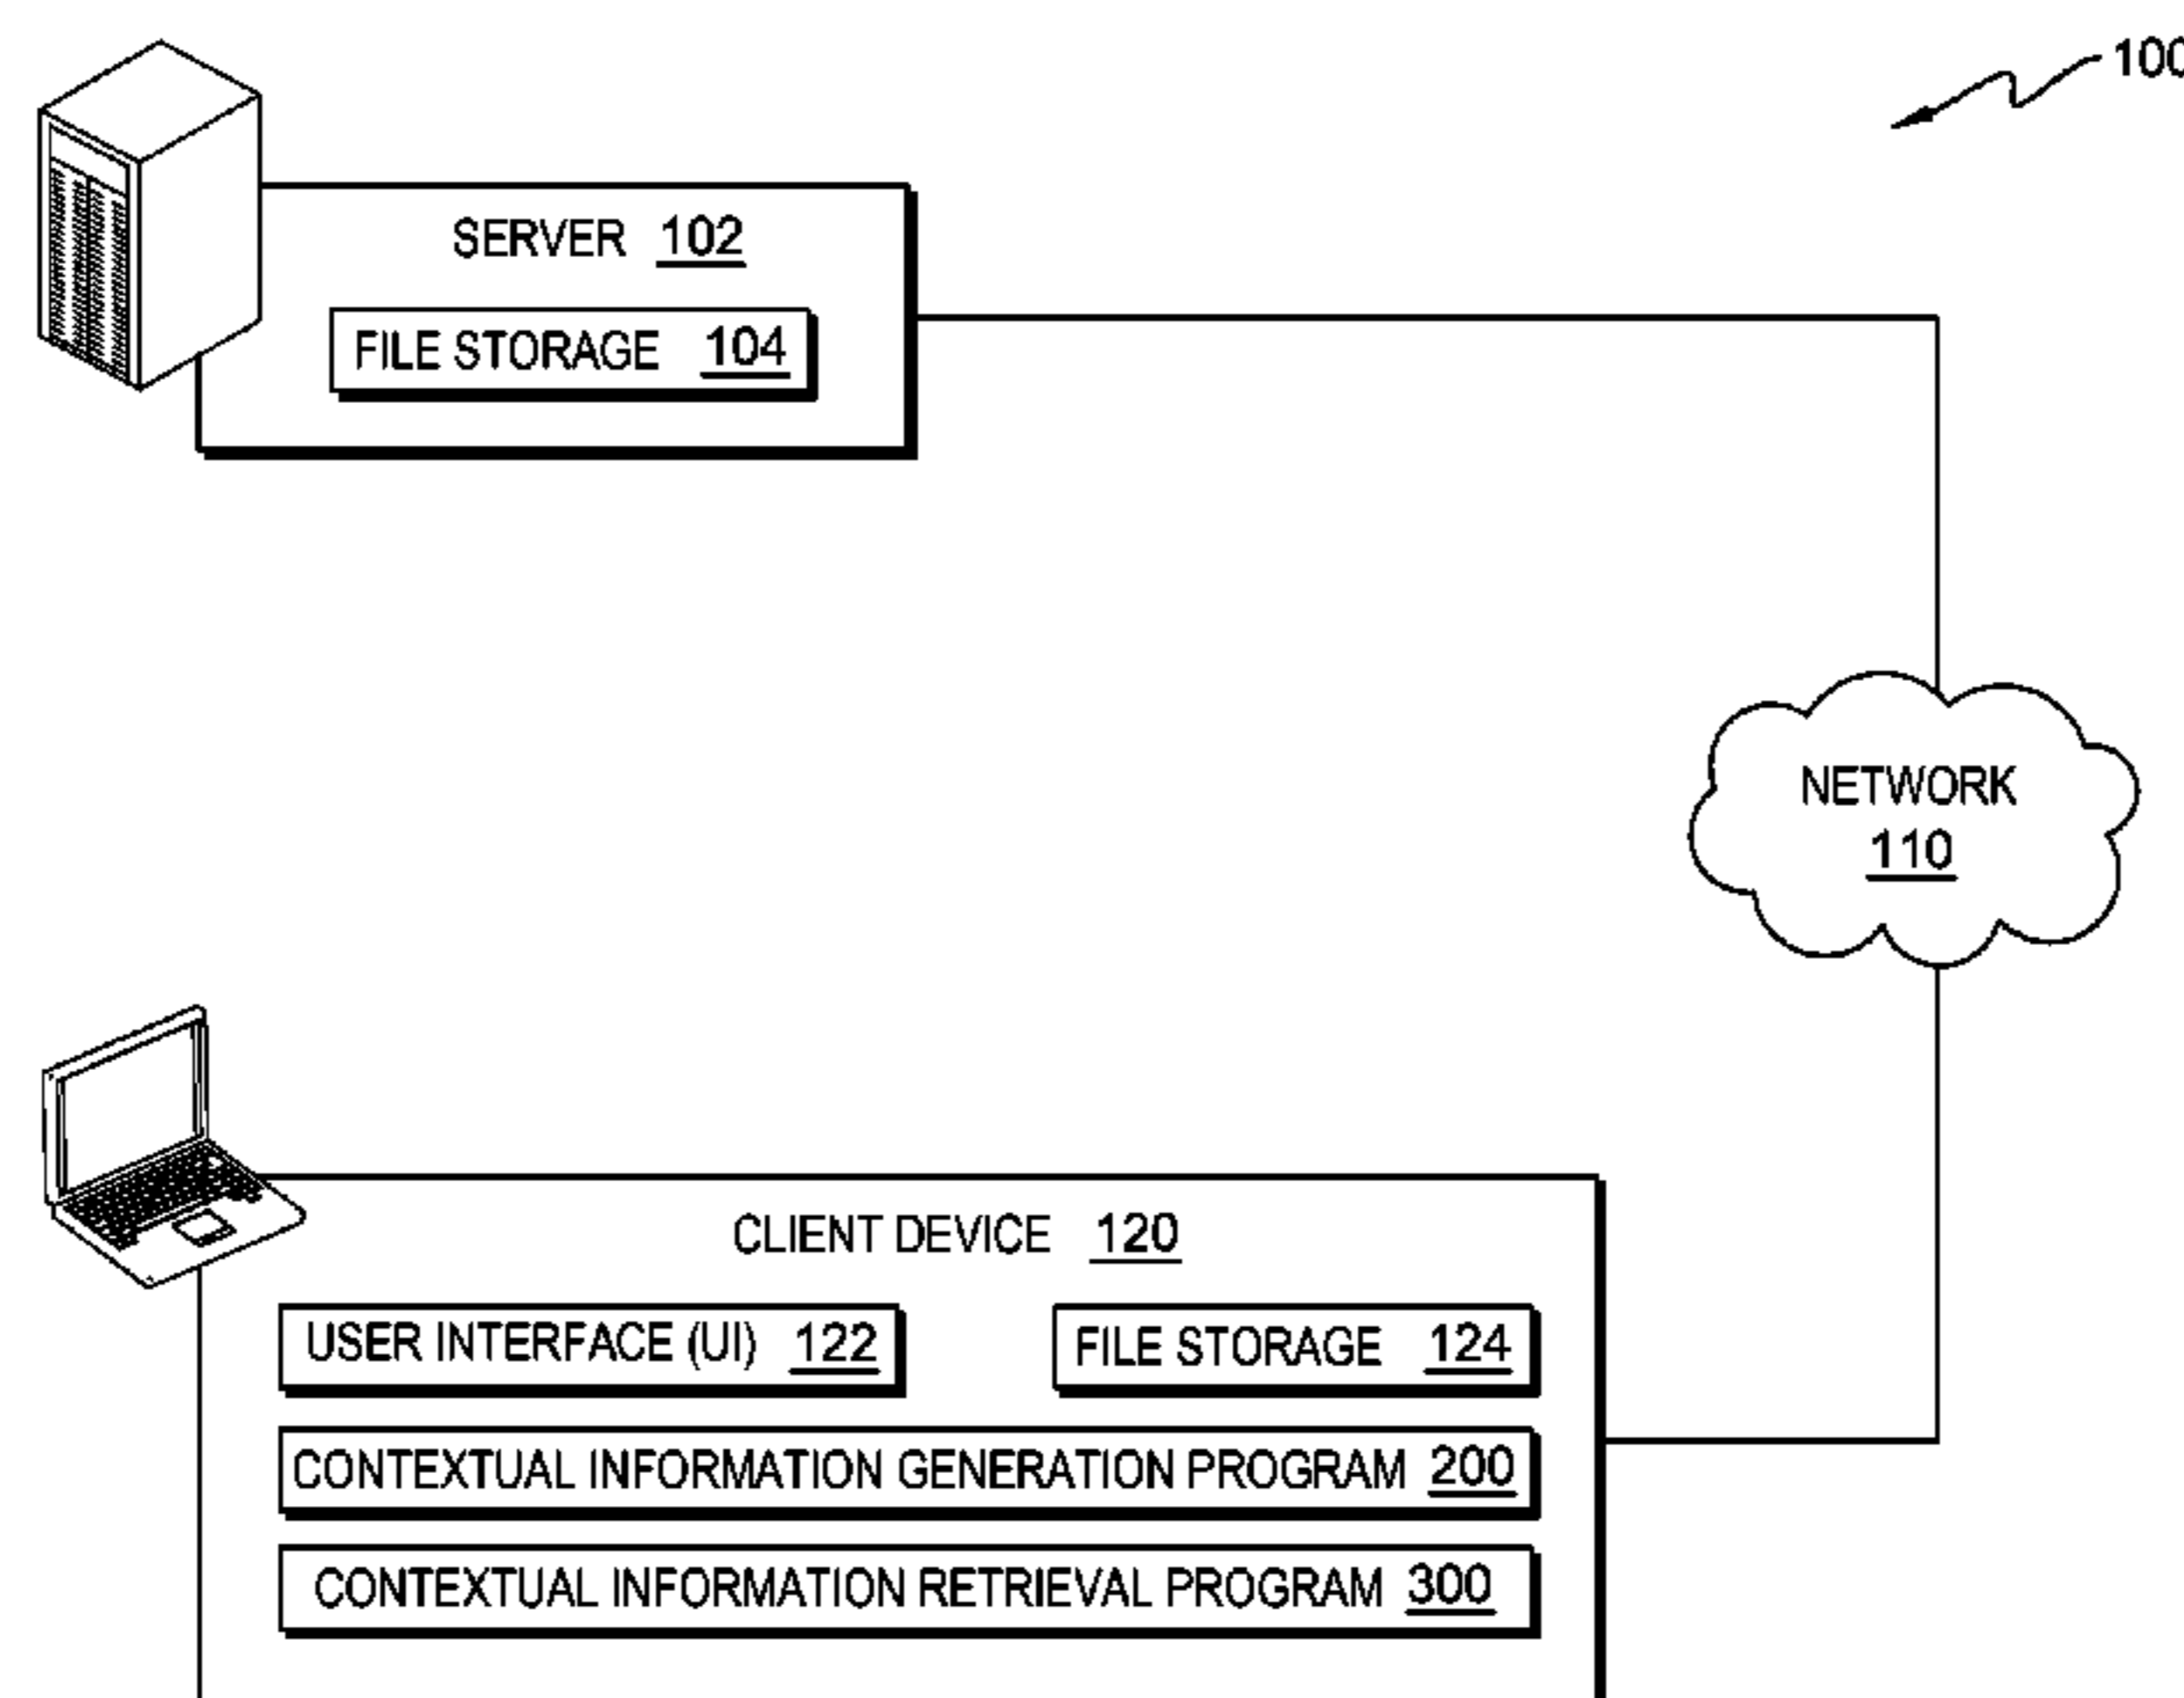 100
SERVER 102
FILE STORAGE 104
NETWORK
110
CLIENT DEVICE 120
USER INTERFACE (UI) 122
FILE STORAGE 124
CONTEXTUAL INFORMATION GENERATION PROGRAM 200
CONTEXTUAL INFORMATION RETRIEVAL PROGRAM 300